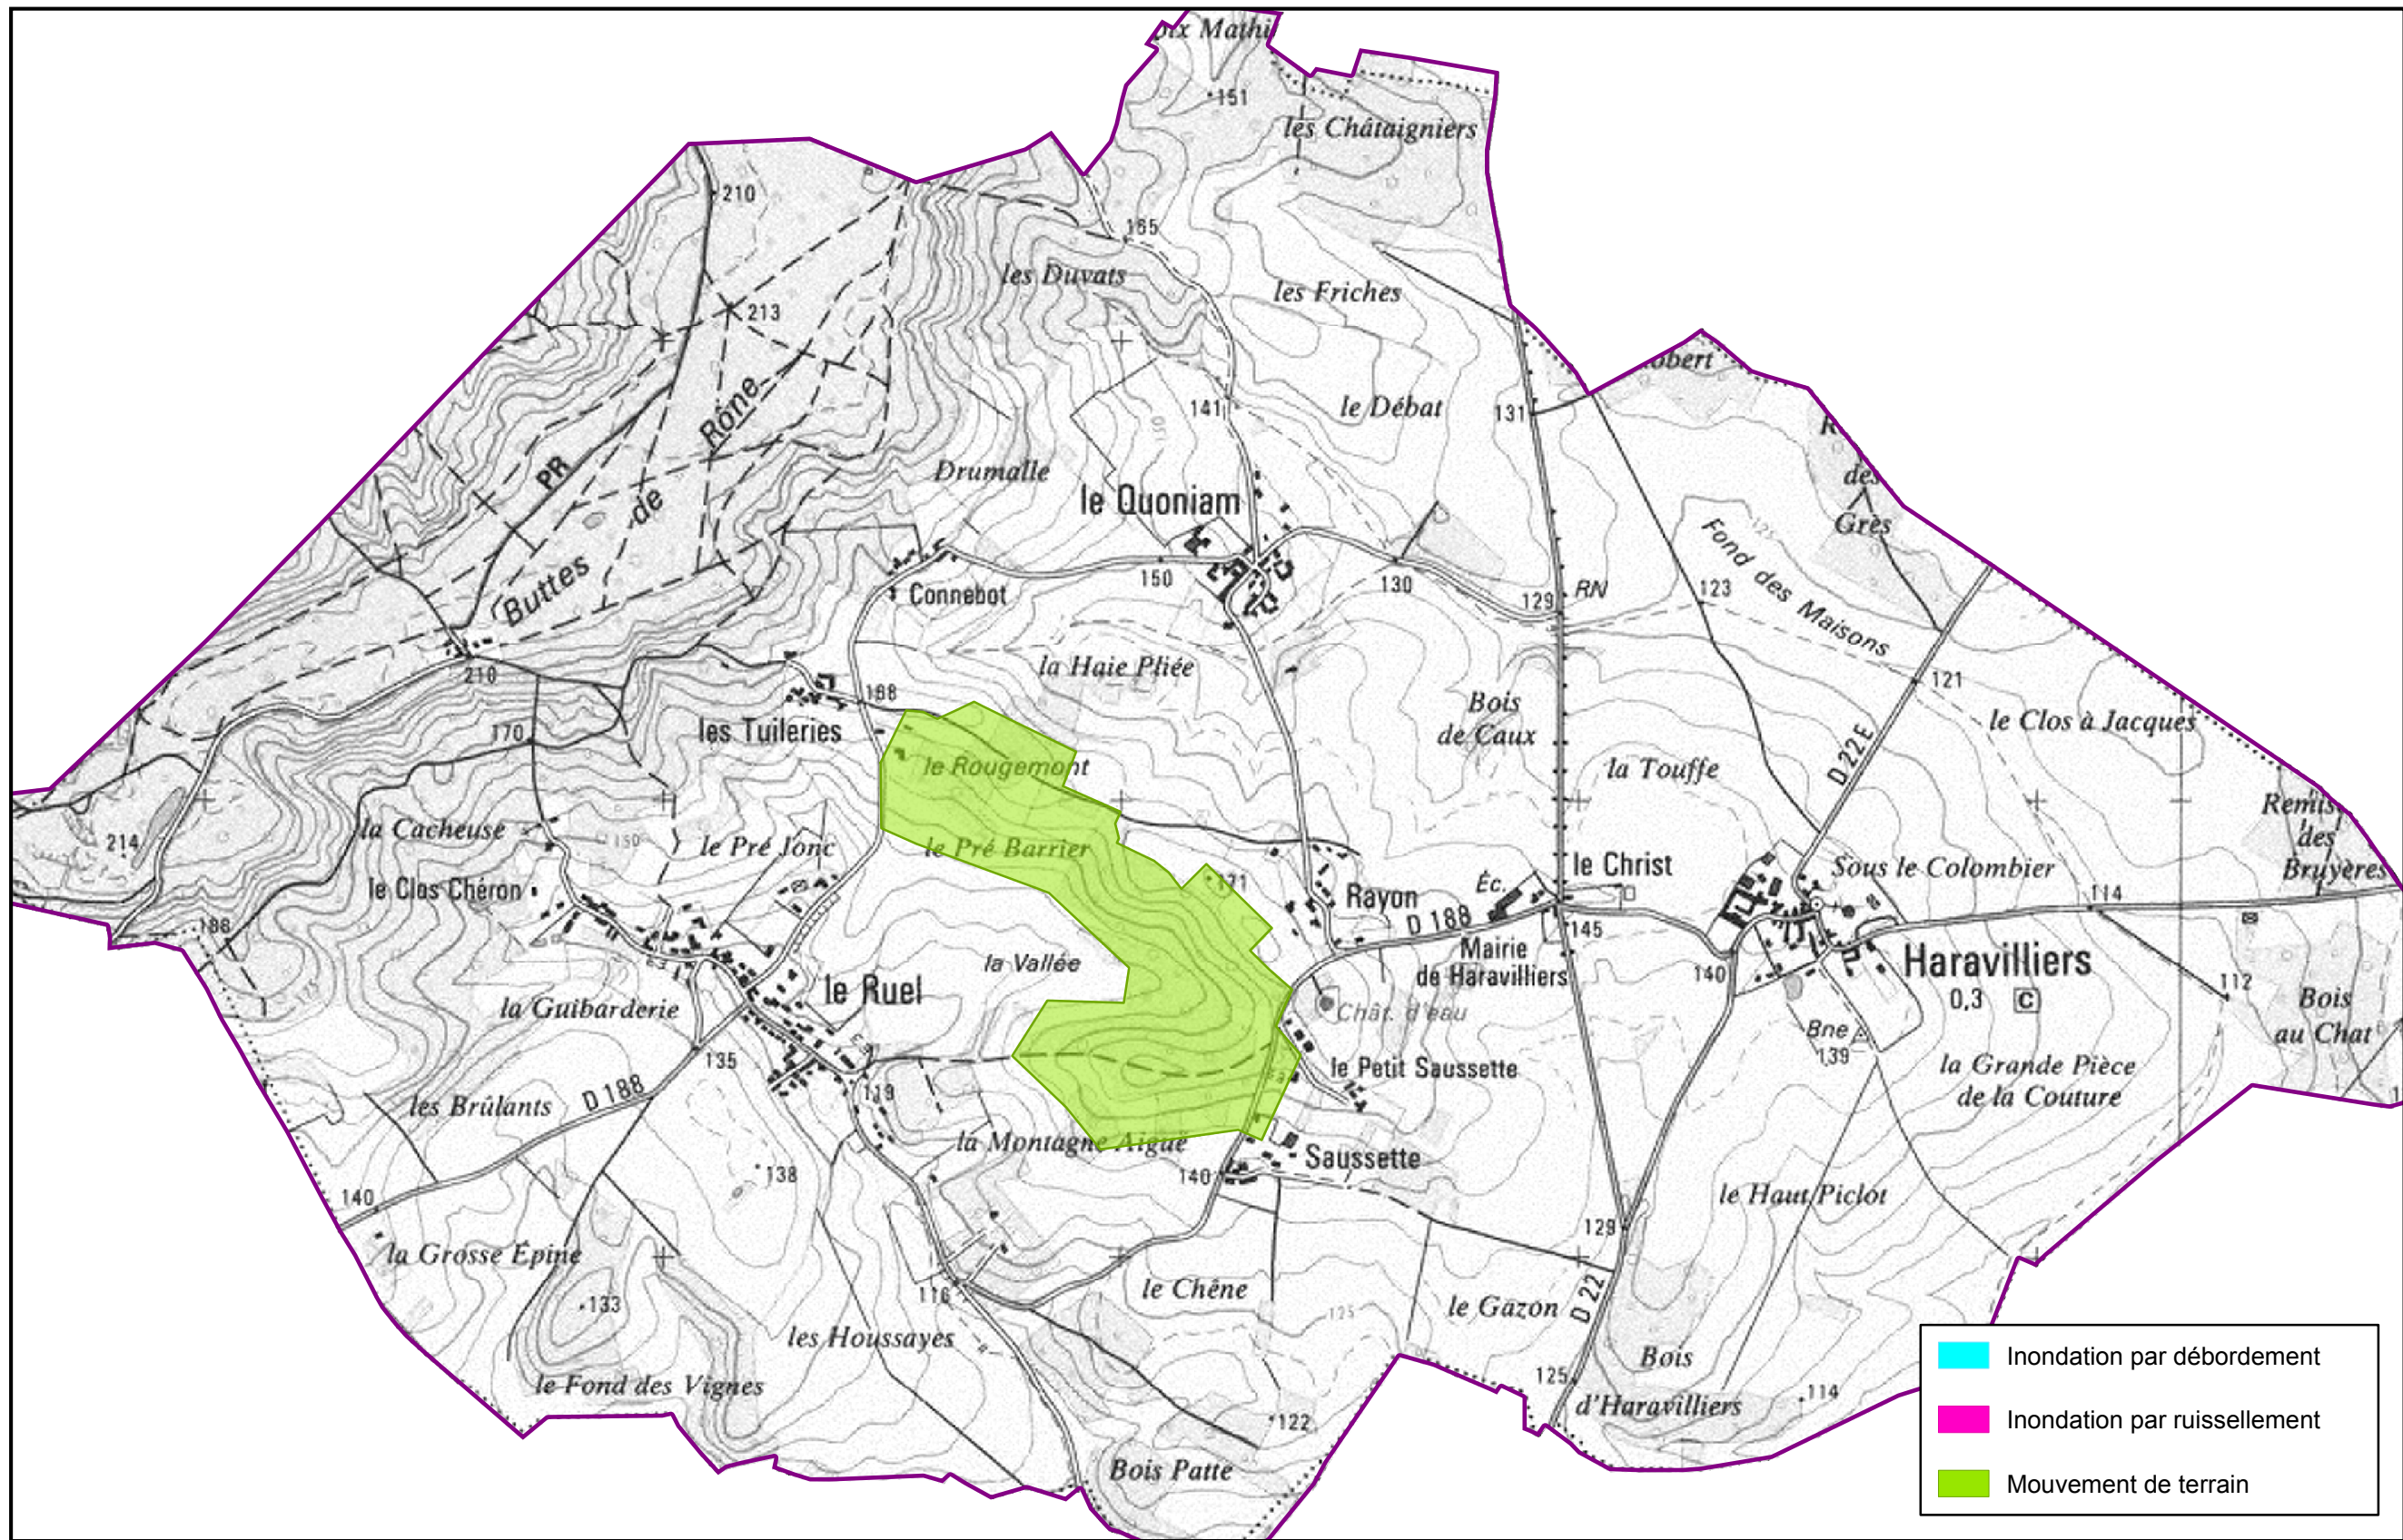 151
les Châtaigniers
210
165
les Duvats
les Friches
213
obert
Rône
141
le Débat
131
PR
de
Drumalle
des
le Quoniam
Grès
125
Fond des Maisons
Buttes
Connebot
150
130
129
RN
123
210
la Haie Pliée
121
188
Bois
de Caux
le Clos à Jacques
170
les Tuileries
le Rougemont
la Touffe
D 22E
la Cacheuse
150
le Pré Jonc
le Pré Barrier
214
Remis
des
Bruyères
le Clos Chéron
171
Rayon
Éc.
le Christ
Sous le Colombier
114
D 188
188
145
Mairie
de Haravilliers
140
Haravilliers
0,3 C
112
la Vallée
le Ruel
la Guibarderie
Chât. d'eau
Bne
139
Bois
au Chat
135
le Petit Saussette
la Grande Pièce
de la Couture
les Brûlants
D 188
119
la Montagne Aiguë
Saussette
138
140
140
le Haut Piclot
129
la Grosse Épine
133
116
le Chêne
125
le Gazon
D 22
les Houssayes
le Fond des Vignes
125
Bois
d'Haravilliers
114
122
Bois Patte
Inondation par débordement
Inondation par ruissellement
Mouvement de terrain